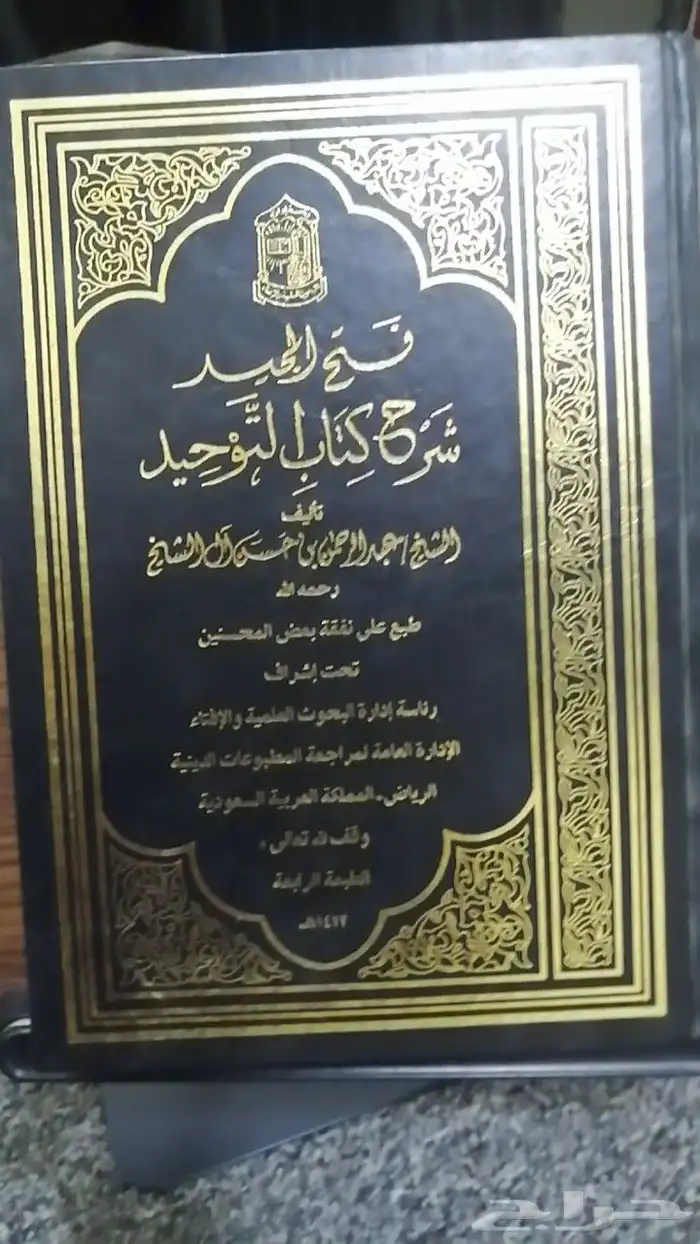 فتح المجيد
شرح كتاب التَّوحيد
تأليف
الشيخ/ عبد الرحمن بن حسن آل الشيخ
رحمه الله
طبع على نفقة بعض المحسنين
تحت إشراف
رئاسة إدارة البحوث العلمية والإفتاء
الإدارة العامة لمراجعة المطبوعات الدينية
الرياض - المملكة العربية السعودية
وقف لله تعالى
الطبعة الرابعة
حراج